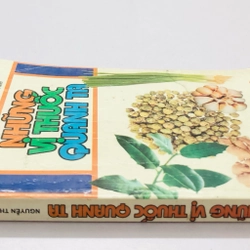 NHỮNG
VỊ THUỐC
QUANH TA
NGUYỄN TH
NHỮNG VỊ THUỐC QUANH TA